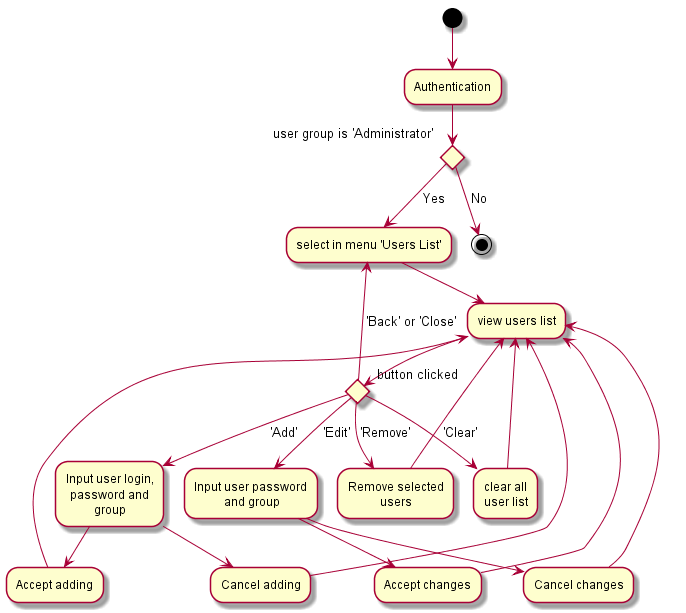 Authentication
user group is 'Administrator'
Yes
No
select in menu 'Users List'
view users list
'Back' or 'Close'
button clicked
'Add'
'Edit'
'Remove'
'Clear'
Input user login,
password and
group
Input user password
and group
Remove selected
users
clear all
user list
Accept adding
Cancel adding
Accept changes
Cancel changes